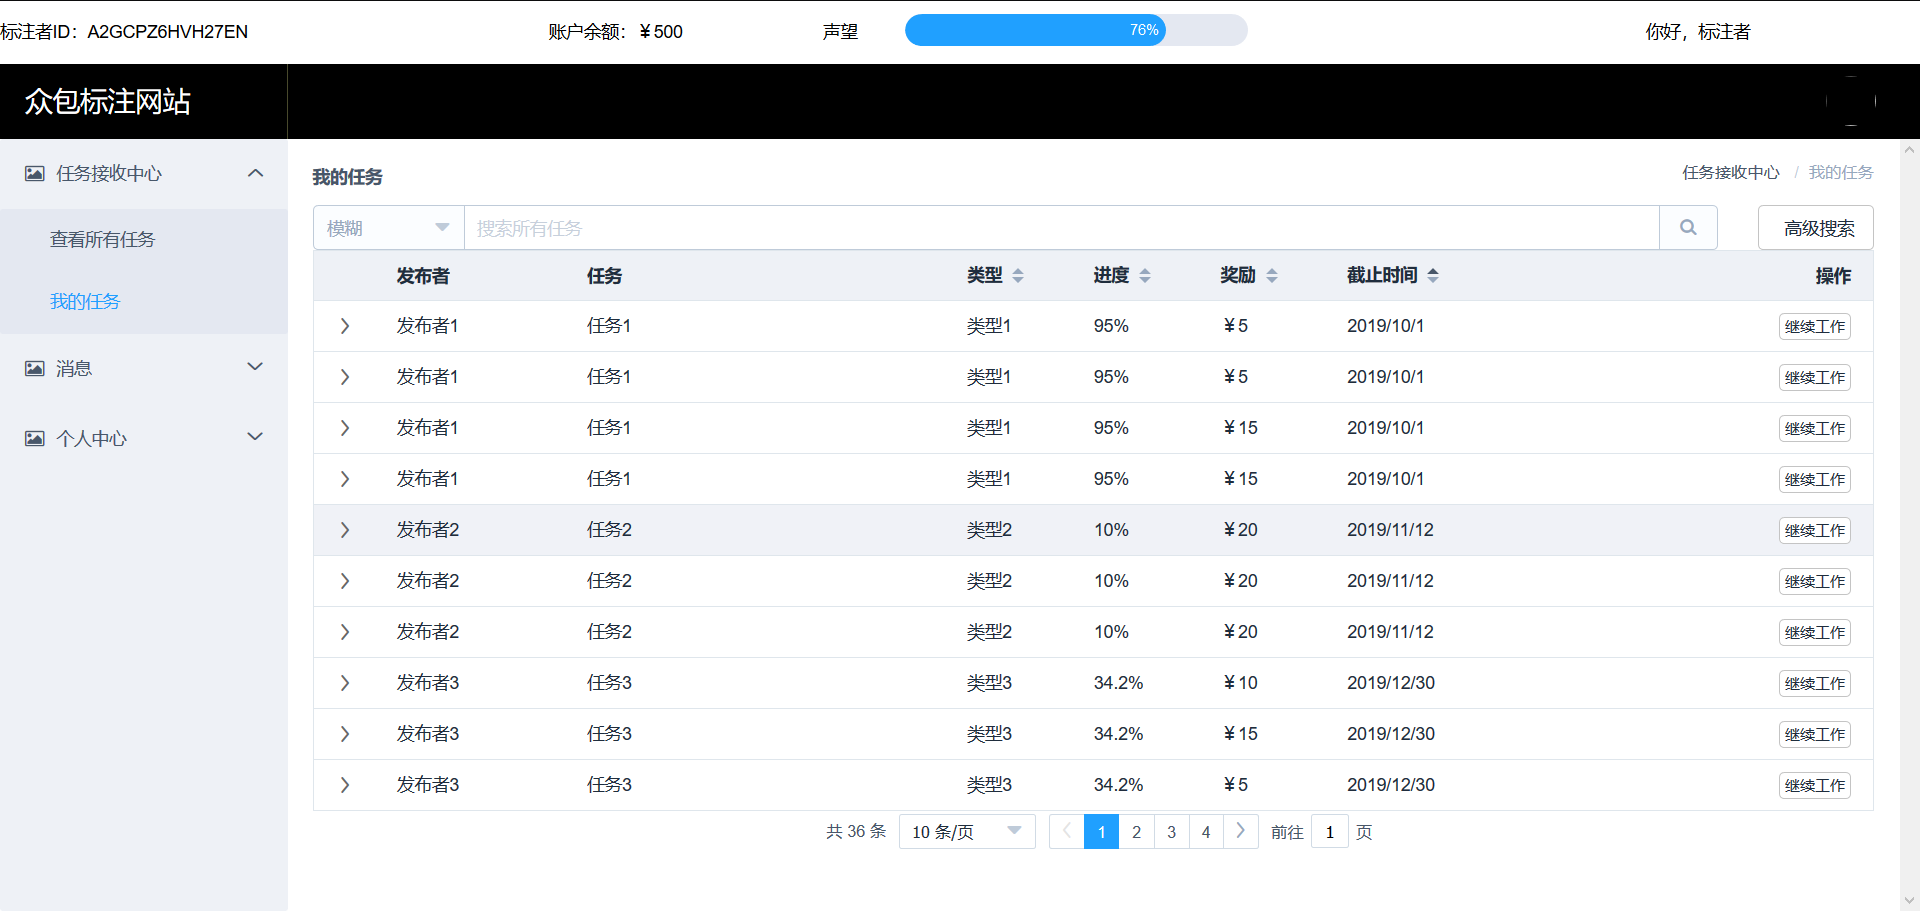 标注者ID：A2GCPZ6HVH27EN 账户余额：￥500 声望 76% 你好，标注者
众包标注网站
任务接收中心
查看所有任务
我的任务
消息
个人中心
我的任务 任务接收中心 / 我的任务
模糊 搜索所有任务 高级搜索
发布者 任务 类型 进度 奖励 截止时间 操作
发布者1 任务1 类型1 95% ￥5 2019/10/1 继续工作
发布者1 任务1 类型1 95% ￥5 2019/10/1 继续工作
发布者1 任务1 类型1 95% ￥15 2019/10/1 继续工作
发布者1 任务1 类型1 95% ￥15 2019/10/1 继续工作
发布者2 任务2 类型2 10% ￥20 2019/11/12 继续工作
发布者2 任务2 类型2 10% ￥20 2019/11/12 继续工作
发布者2 任务2 类型2 10% ￥20 2019/11/12 继续工作
发布者3 任务3 类型3 34.2% ￥10 2019/12/30 继续工作
发布者3 任务3 类型3 34.2% ￥15 2019/12/30 继续工作
发布者3 任务3 类型3 34.2% ￥5 2019/12/30 继续工作
共 36 条 10 条/页 1 2 3 4 前往 1 页